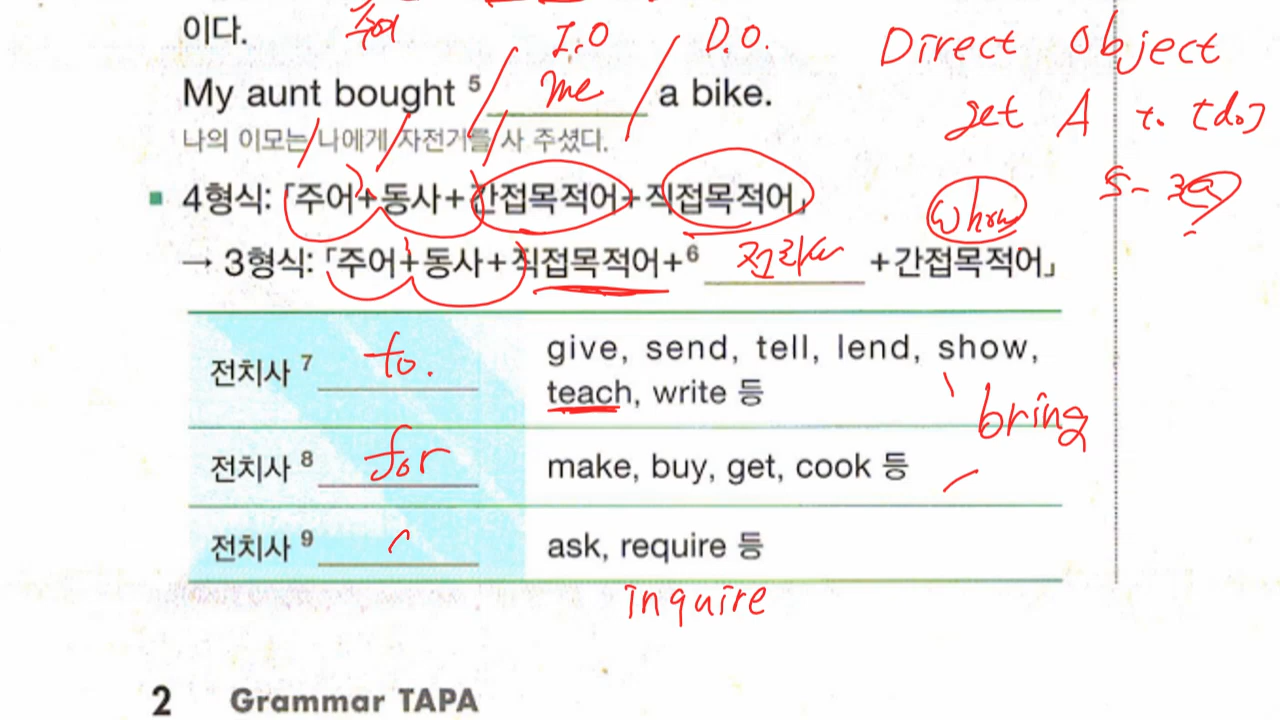 이다. 주어 I.O D.O. Direct Object
My aunt bought ⁵ me a bike. get A to [do]
나의 이모는 나에게 자전거를 사 주셨다.
■ 4형식: 「주어+동사+간접목적어+직접목적어」 whom
→ 3형식: 「주어+동사+직접목적어+⁶ 전치사 +간접목적어」
전치사 ⁷ to. give, send, tell, lend, show,
teach, write 등
bring
전치사 ⁸ for make, buy, get, cook 등
전치사 ⁹ ask, require 등
inquire
2 Grammar TAPA